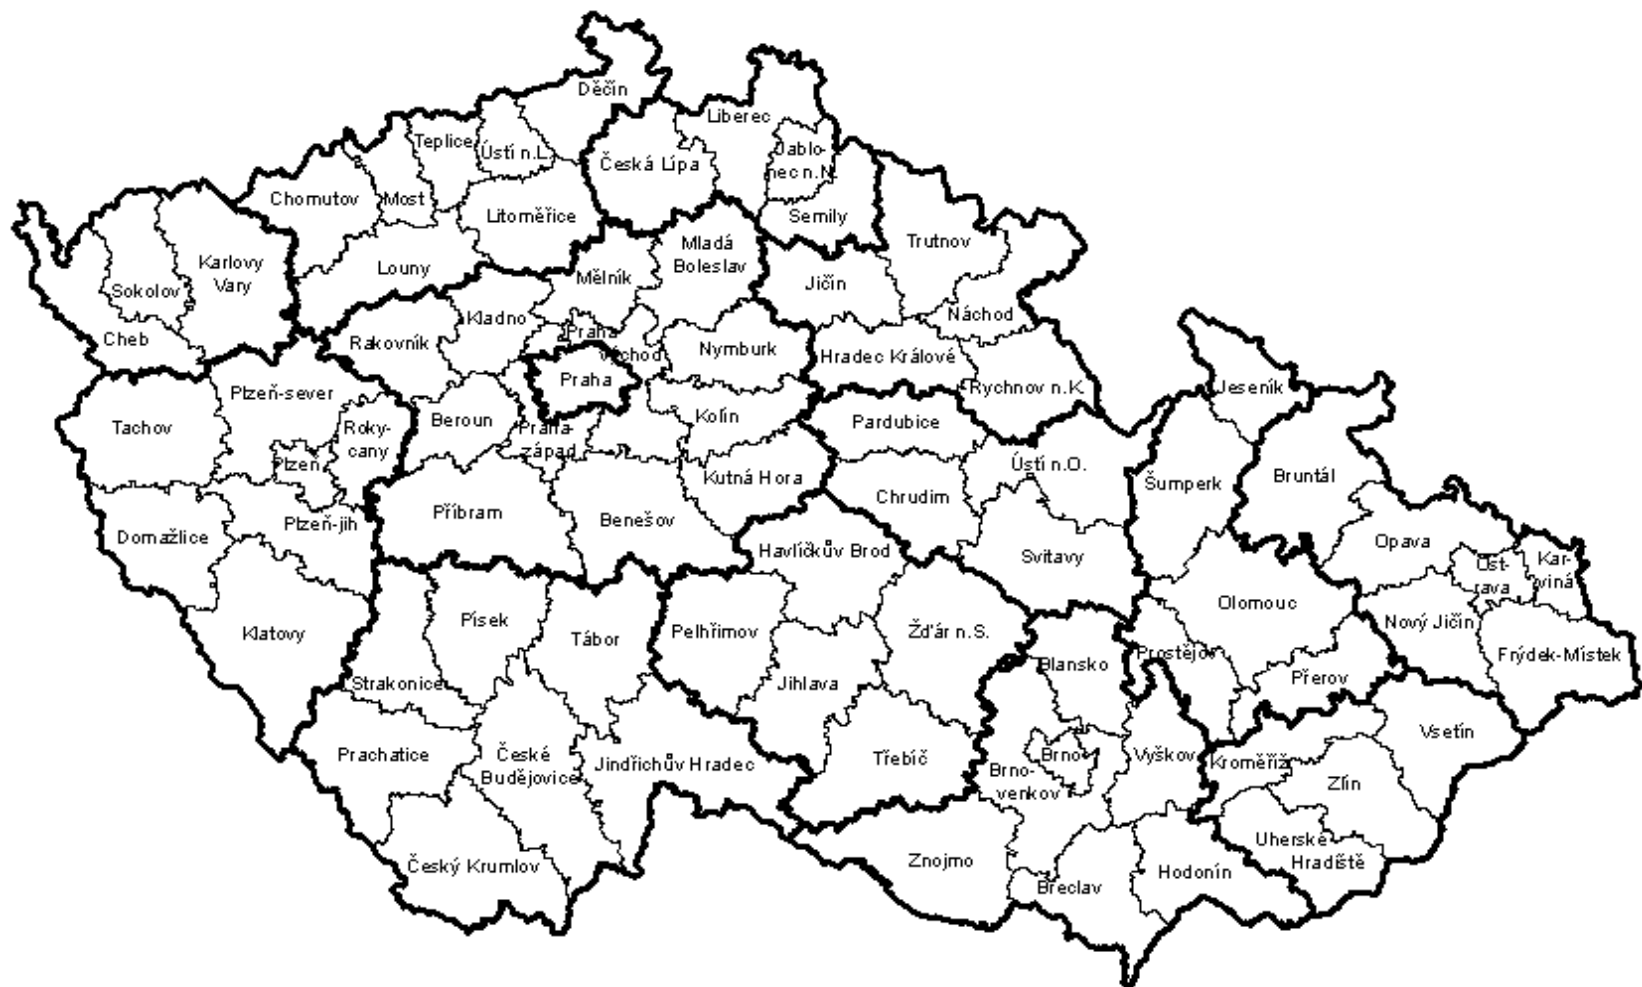 Děčín
Liberec
Teplice
Ústí n.L.
Česká Lípa
Jablo-
nec n.N.
Chomutov
Most
Litoměřice
Semily
Trutnov
Karlovy
Vary
Louny
Mladá
Boleslav
Mělník
Jičín
Sokolov
Cheb
Kladno
Rakovník
Praha
východ
Nymburk
Hradec Králové
Náchod
Rychnov n.K.
Jeseník
Praha
Plzeň-sever
Tachov
Roky-
cany
Beroun
Praha-
západ
Kolín
Pardubice
Plzeň
Kutná Hora
Chrudim
Ústí n.O.
Šumperk
Bruntál
Domažlice
Plzeň-jih
Příbram
Benešov
Havlíčkův Brod
Svitavy
Opava
Ost-
rava
Kar-
viná
Klatovy
Písek
Tábor
Pelhřimov
Žďár n.S.
Olomouc
Nový Jičín
Frýdek-Místek
Strakonice
Jihlava
Blansko
Prostějov
Přerov
Prachatice
České
Budějovice
Jindřichův Hradec
Třebíč
Brno-
venkov
Brno
Vyškov
Kroměříž
Vsetín
Zlín
Český Krumlov
Znojmo
Břeclav
Hodonín
Uherské
Hradiště